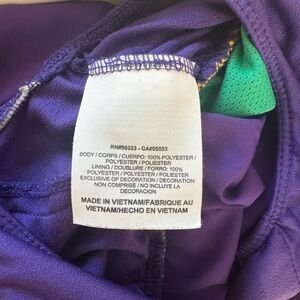 RN#56323 - CA#05553
BODY / CORPS / CUERPO: 100% POLYESTER /
POLYESTER / POLIESTER
LINING / DOUBLURE / FORRO: 100%
POLYESTER / POLYESTER / POLIESTER
EXCLUSIVE OF DECORATION / DECORATION
NON COMPRISE / NO INCLUYE LA
DECORACION
MADE IN VIETNAM/FABRIQUE AU
VIETNAM/HECHO EN VIETNAM